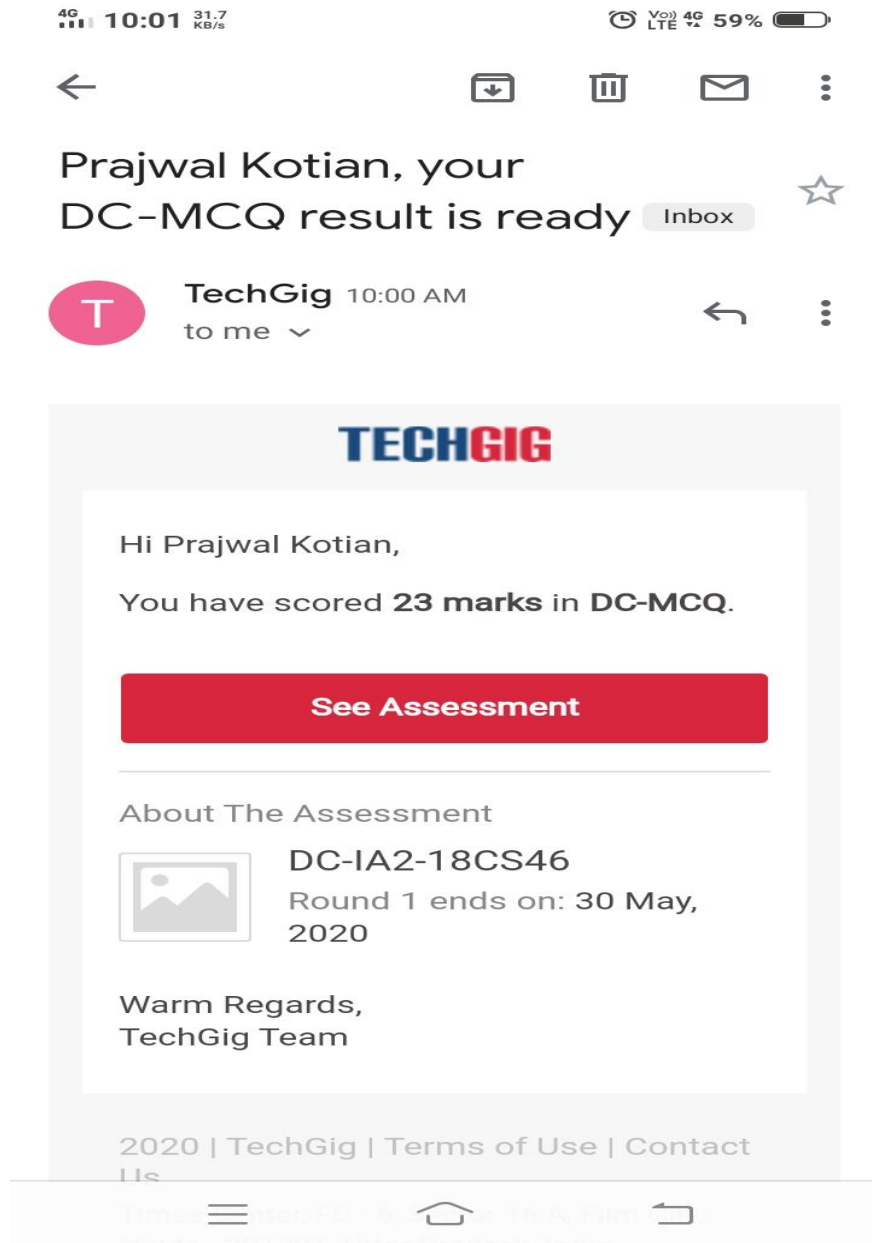 4G 10:01 31.7 KB/s Vo)) LTE 4G 59%
Prajwal Kotian, your
DC-MCQ result is ready Inbox
T TechGig 10:00 AM
to me
TECHGIG
Hi Prajwal Kotian,
You have scored 23 marks in DC-MCQ.
See Assessment
About The Assessment
DC-IA2-18CS46
Round 1 ends on: 30 May,
2020
Warm Regards,
TechGig Team
2020 | TechGig | Terms of Use | Contact
Us